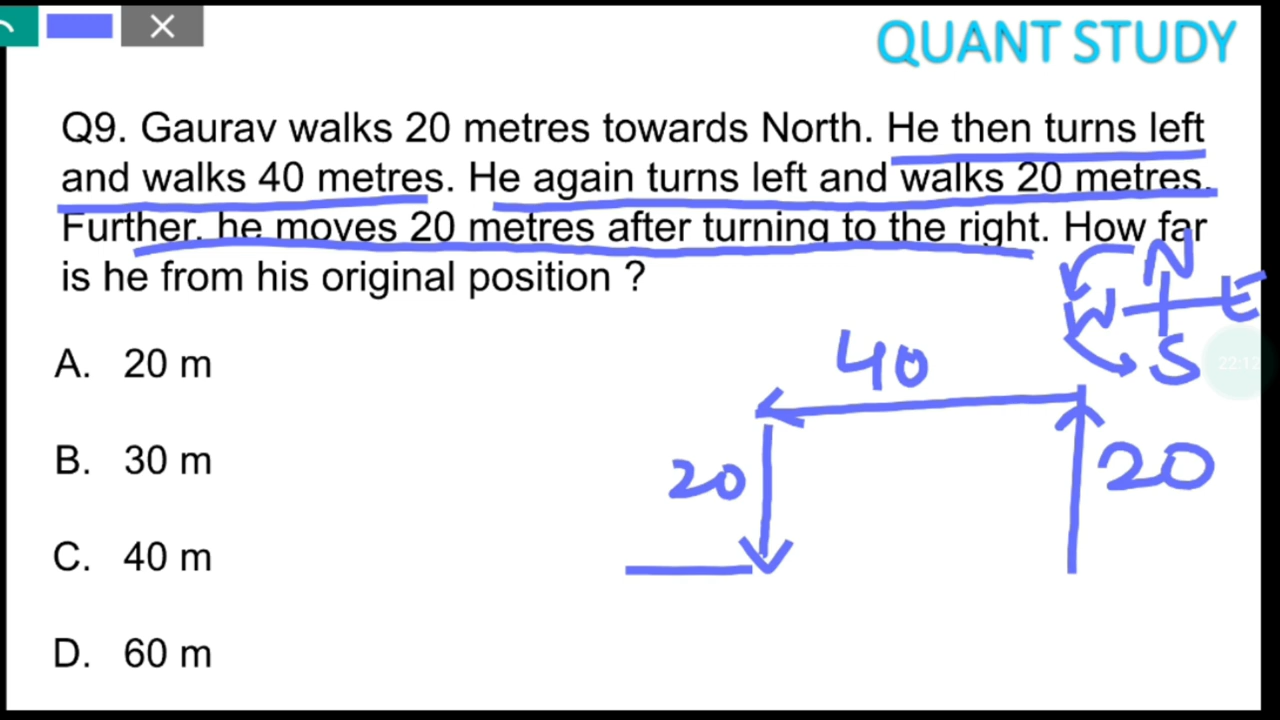 QUANT STUDY
Q9. Gaurav walks 20 metres towards North. He then turns left
and walks 40 metres. He again turns left and walks 20 metres.
Further, he moves 20 metres after turning to the right. How far
is he from his original position ?
N
W E
S
22:12
A. 20 m
40
B. 30 m
20 20
C. 40 m
D. 60 m